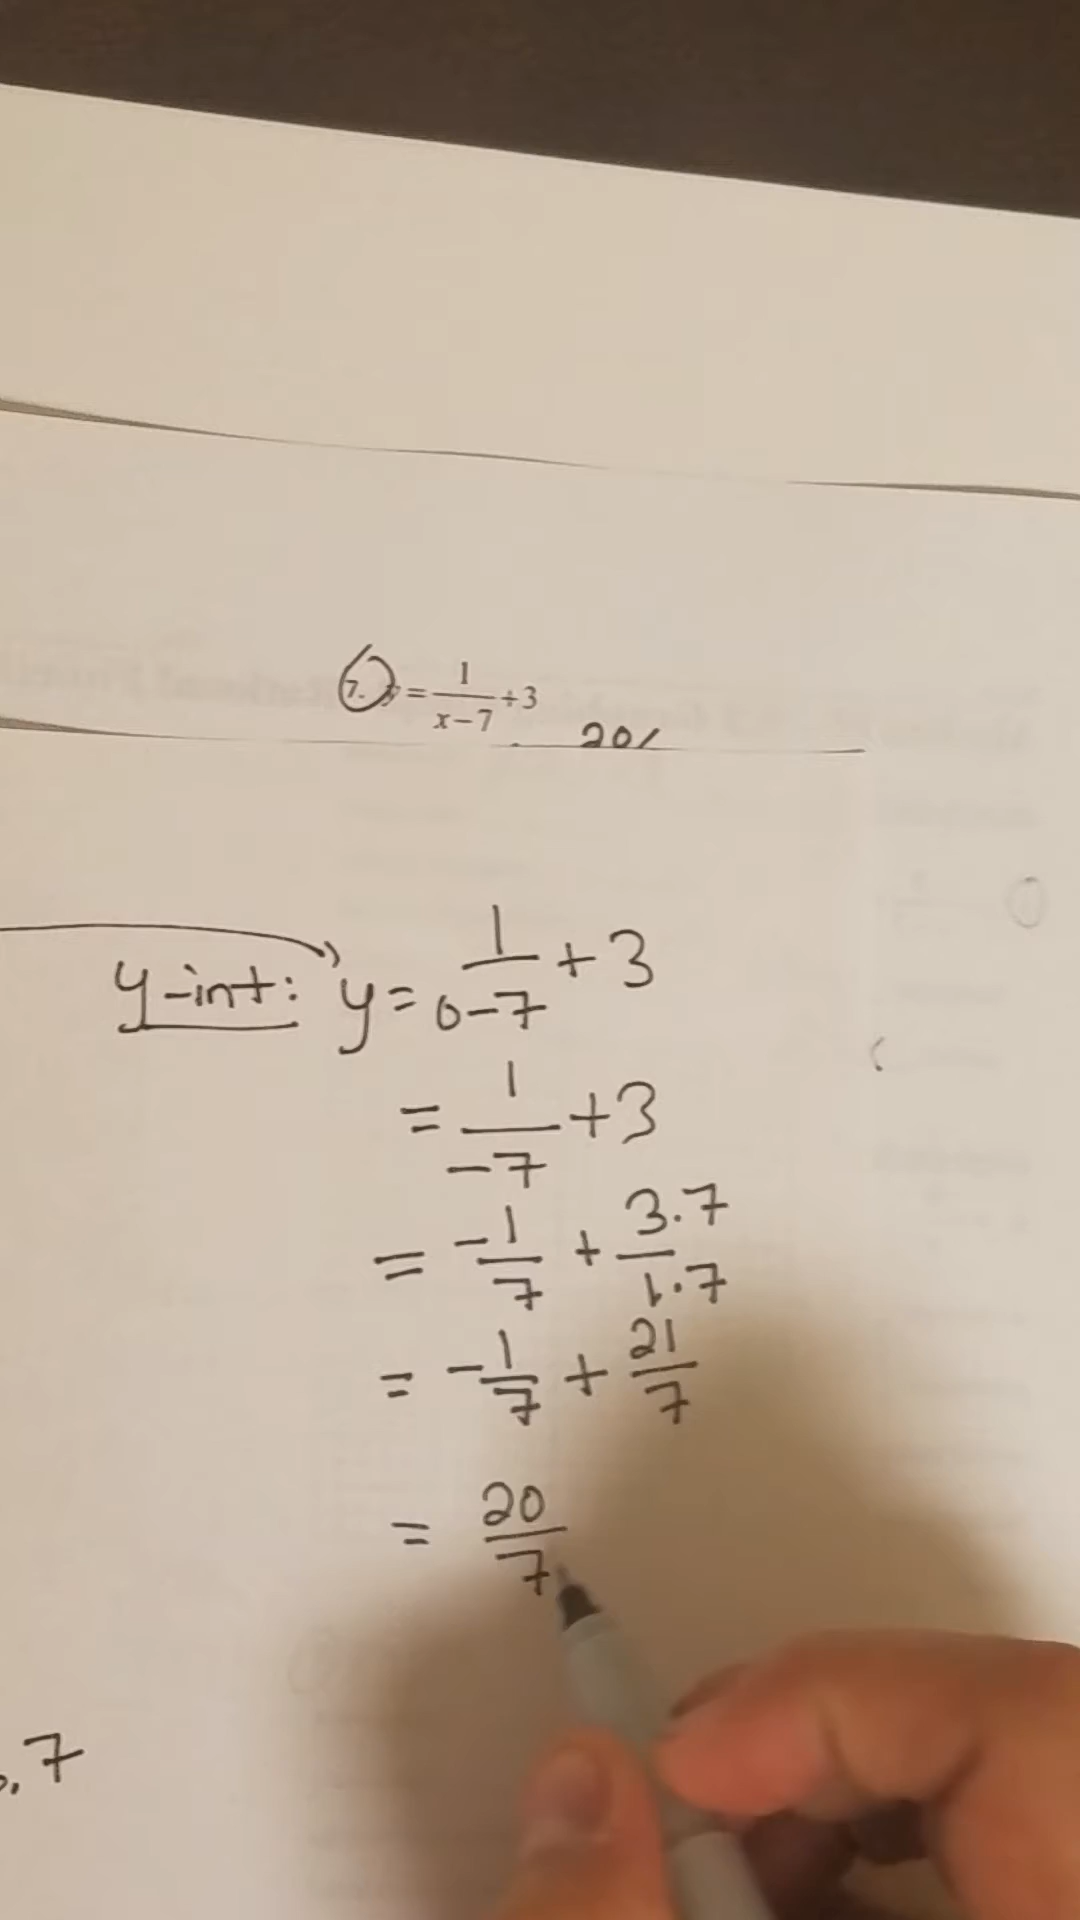 7. y = 1/(x-7) + 3
20/
y-int: y = 1/(0-7) + 3
= 1/-7 + 3
= -1/7 + 3·7/1·7
= -1/7 + 21/7
= 20/7
.7